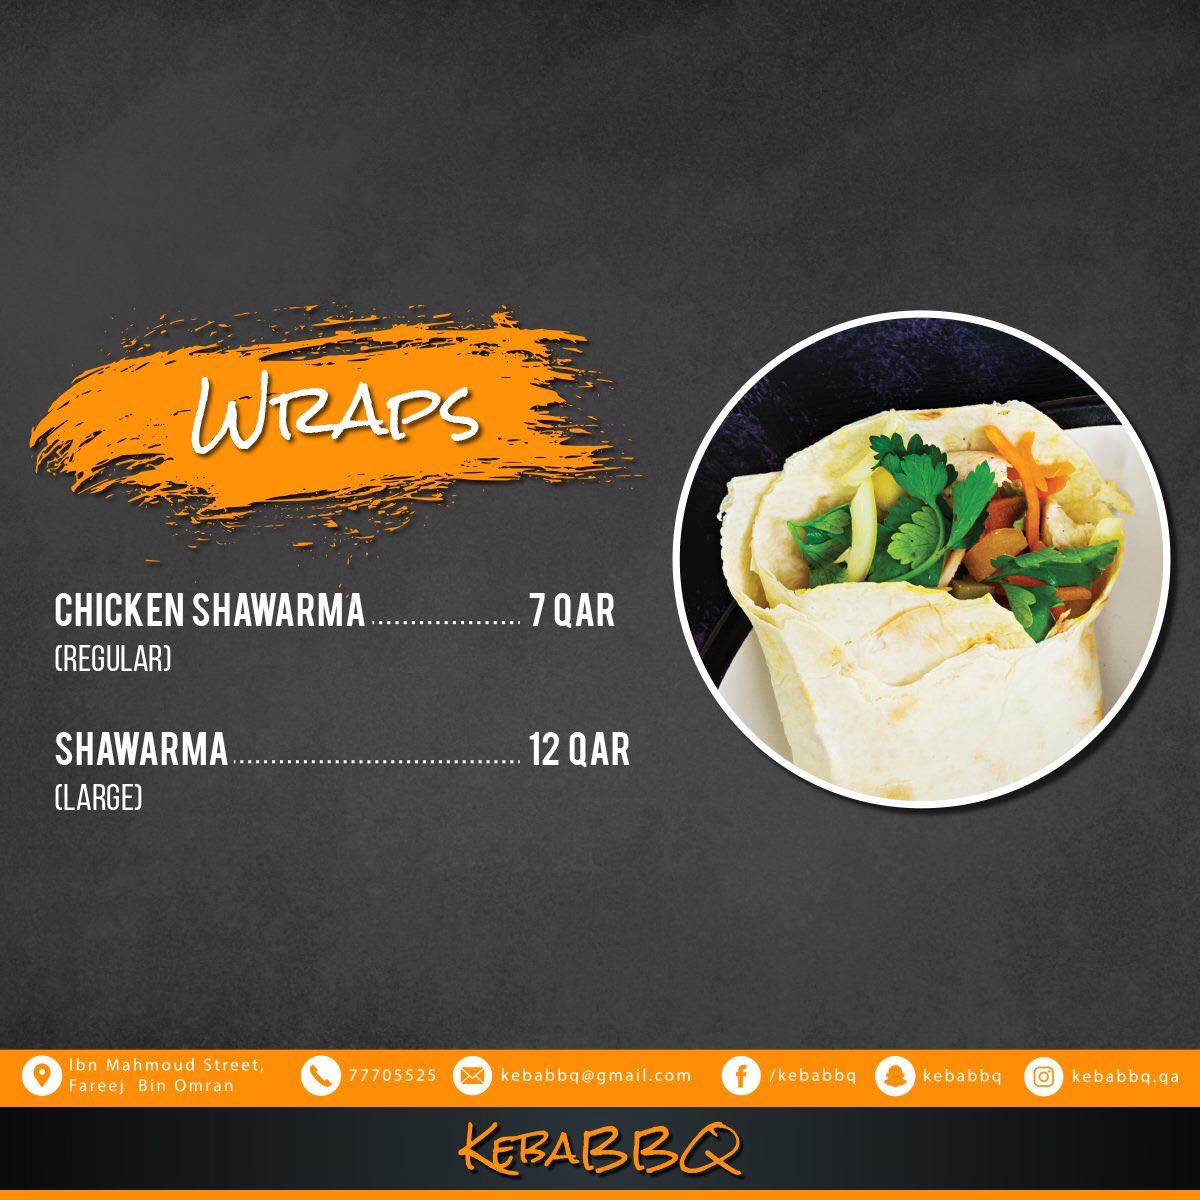 Wraps
CHICKEN SHAWARMA.....................7 QAR
(REGULAR)
SHAWARMA.......................................12 QAR
(LARGE)
Ibn Mahmoud Street,
Fareej Bin Omran
77705525
kebabbq@gmail.com
/kebabbq
kebabbq
kebabbq.qa
KebaBBQ